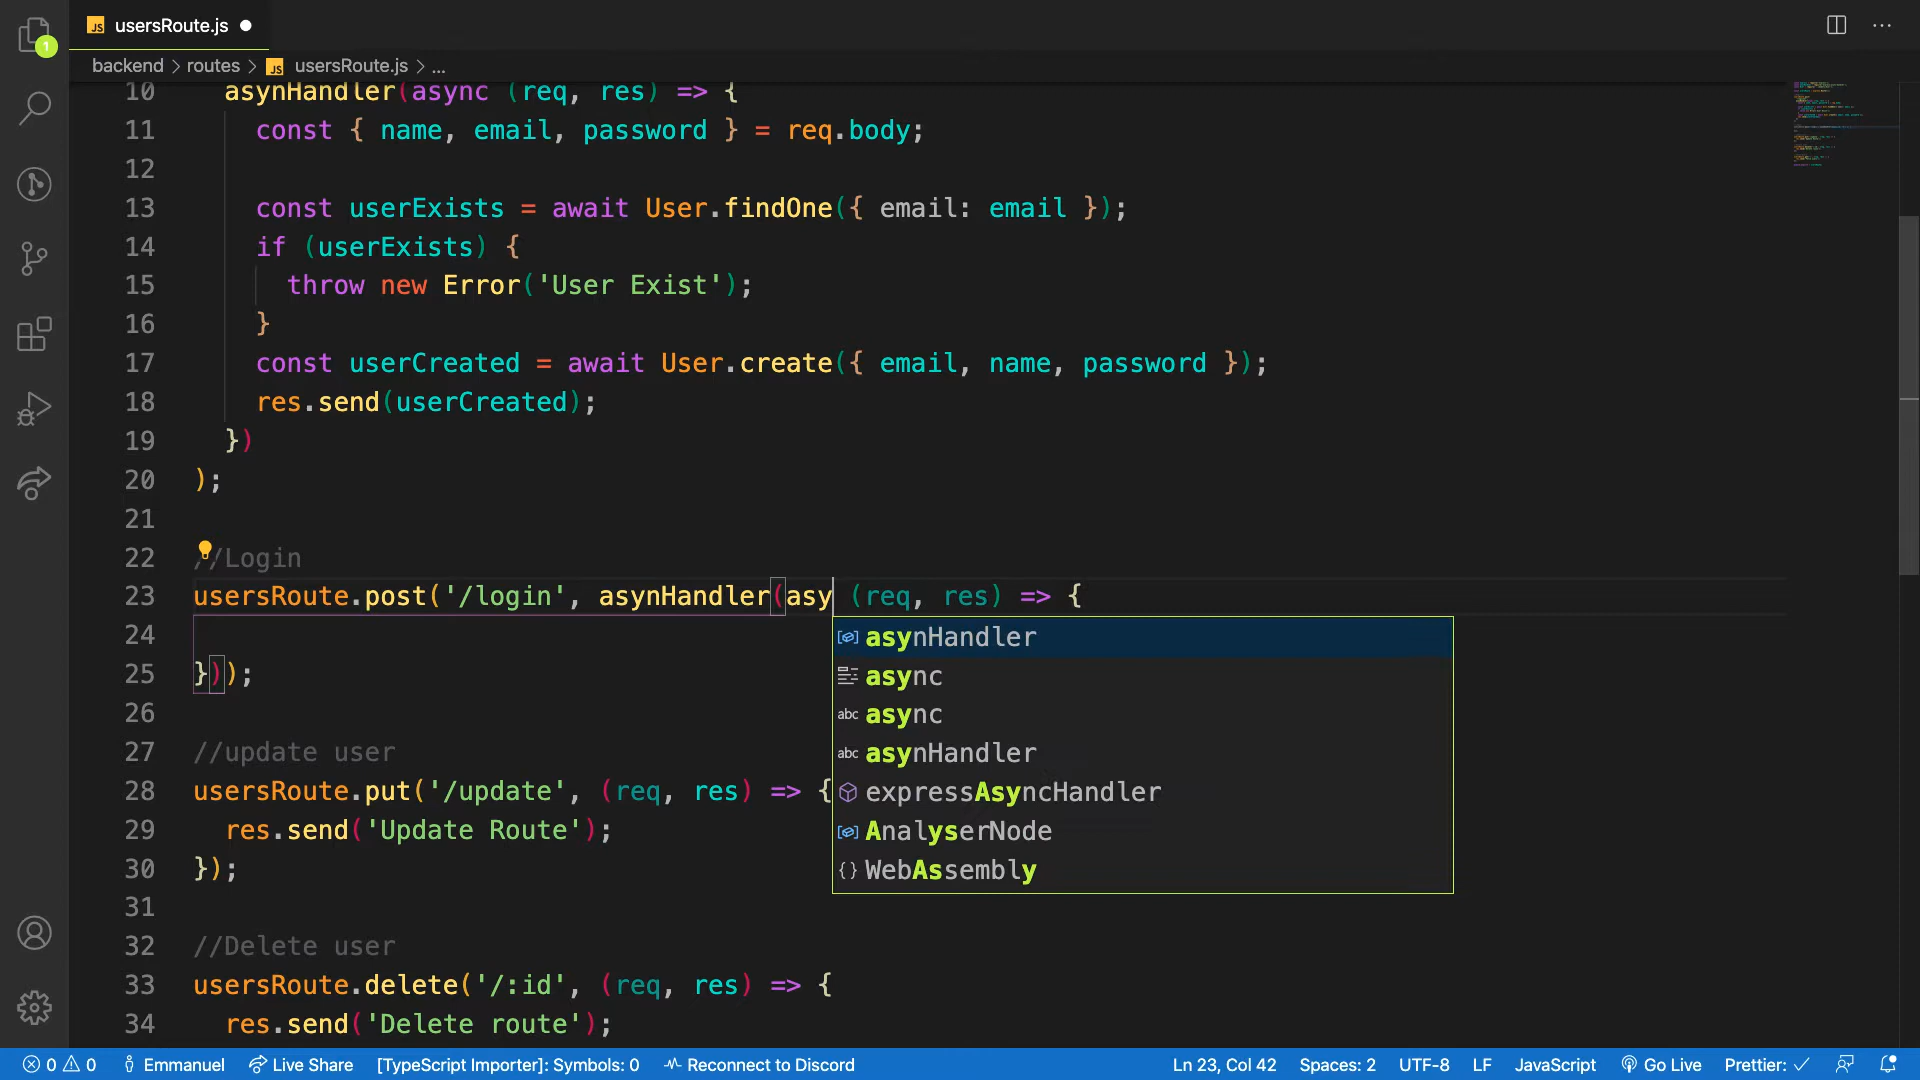 1
JS usersRoute.js
backend > routes > JS usersRoute.js > ...
10 asynHandler(async (req, res) => {
11 const { name, email, password } = req.body;
12
13 const userExists = await User.findOne({ email: email });
14 if (userExists) {
15 throw new Error('User Exist');
16 }
17 const userCreated = await User.create({ email, name, password });
18 res.send(userCreated);
19 })
20 );
21
22 //Login
23 usersRoute.post('/login', asynHandler(asy (req, res) => {
24
25 }));
26
27 //update user
28 usersRoute.put('/update', (req, res) => {
29 res.send('Update Route');
30 });
31
32 //Delete user
33 usersRoute.delete('/:id', (req, res) => {
34 res.send('Delete route');
asynHandler
async
abc async
abc asynHandler
expressAsyncHandler
AnalyserNode
{} WebAssembly
0 0 Emmanuel Live Share [TypeScript Importer]: Symbols: 0 Reconnect to Discord Ln 23, Col 42 Spaces: 2 UTF-8 LF JavaScript Go Live Prettier: ✓